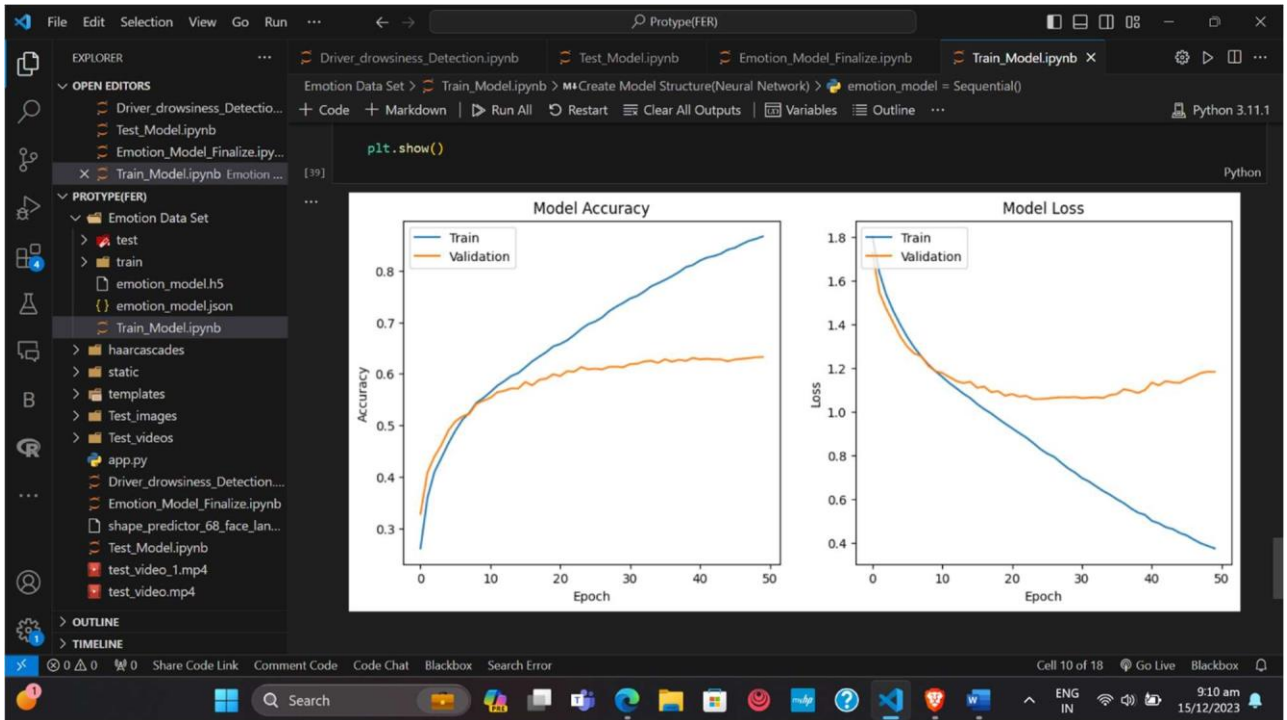 File Edit Selection View Go Run ··· Protype(FER)
EXPLORER ···
OPEN EDITORS
Driver_drowsiness_Detectio...
Test_Model.ipynb
Emotion_Model_Finalize.ipy...
Train_Model.ipynb Emotion ...
PROTYPE(FER)
Emotion Data Set
test
train
emotion_model.h5
{ } emotion_model.json
Train_Model.ipynb
haarcascades
static
templates
Test_images
Test_videos
app.py
Driver_drowsiness_Detection....
Emotion_Model_Finalize.ipynb
shape_predictor_68_face_lan...
Test_Model.ipynb
test_video_1.mp4
test_video.mp4
OUTLINE
TIMELINE
B
R
4
1
Driver_drowsiness_Detection.ipynb Test_Model.ipynb Emotion_Model_Finalize.ipynb Train_Model.ipynb
Emotion Data Set > Train_Model.ipynb > M↓Create Model Structure(Neural Network) > emotion_model = Sequential()
+ Code + Markdown Run All Restart Clear All Outputs Variables Outline ··· Python 3.11.1
plt.show()
[39] Python
Model Accuracy
Train
Validation
0.8
0.7
0.6
0.5
0.4
0.3
Accuracy
0 10 20 30 40 50
Epoch
Model Loss
Train
Validation
1.8
1.6
1.4
1.2
1.0
0.8
0.6
0.4
Loss
0 10 20 30 40 50
Epoch
0 0 0 Share Code Link Comment Code Code Chat Blackbox Search Error Cell 10 of 18 Go Live Blackbox
1 Search PRE myhp W ENG 9:10 am
IN 15/12/2023